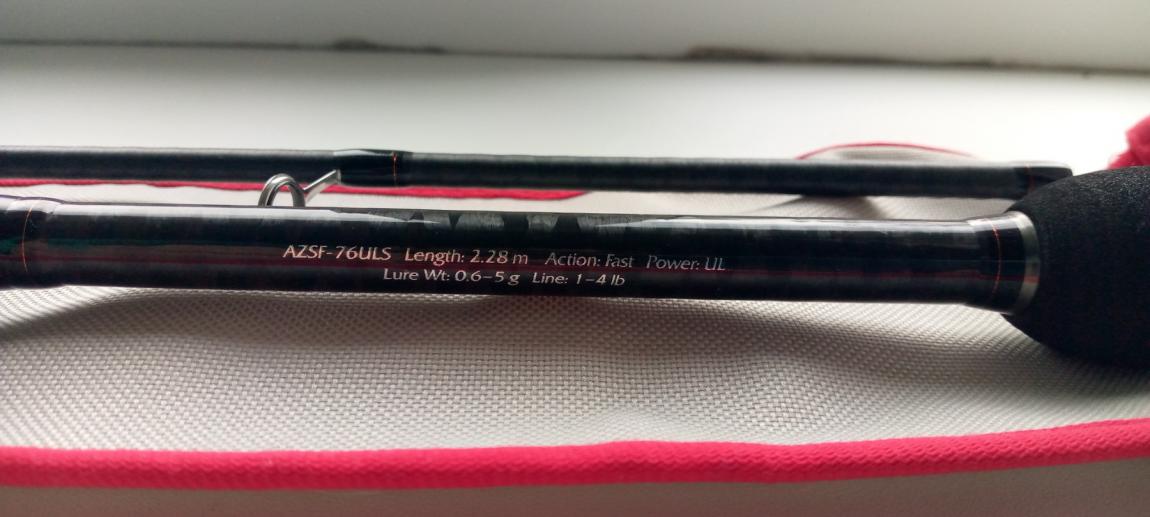 AZSF-76ULS Length: 2.28 m Action: Fast Power: UL
Lure Wt: 0.6–5 g Line: 1–4 lb